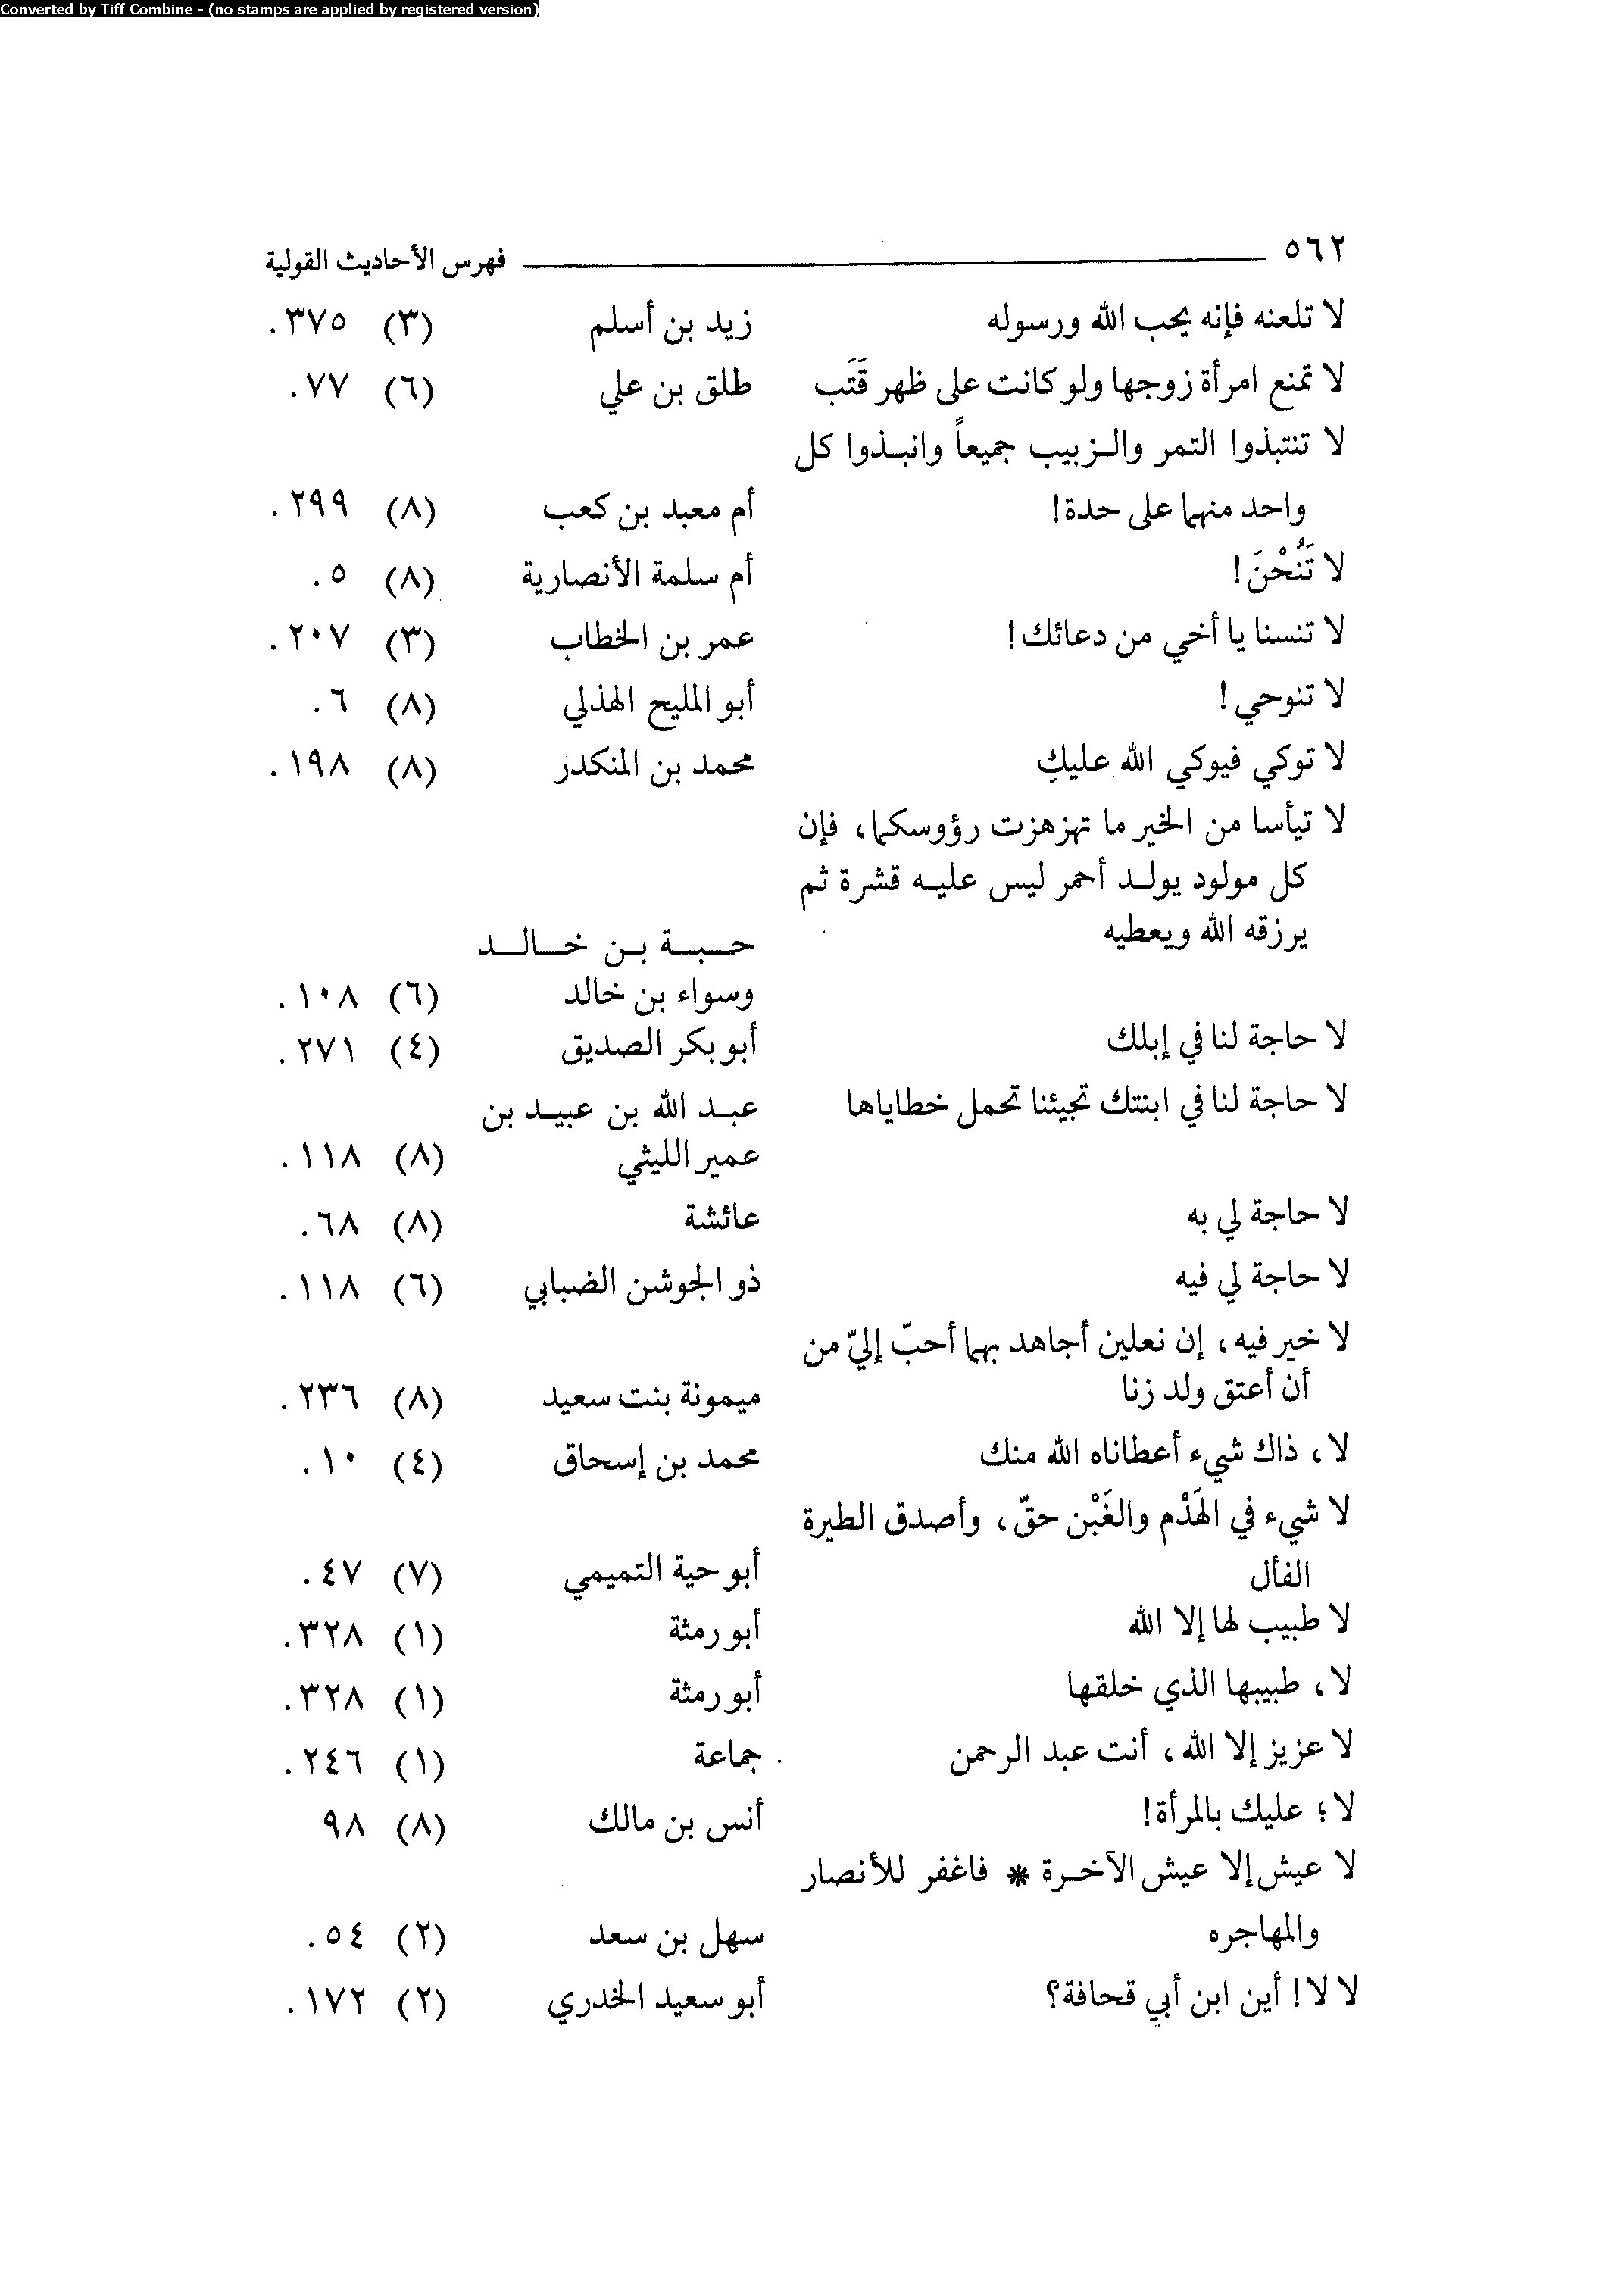 Converted by Tiff Combine - (no stamps are applied by registered version)
٥٦٢ فهرس الأحاديث القولية
لا تلعنه فإنه يحب الله ورسوله زيد بن أسلم (٣) ٣٧٥.
لا تمنع امرأة زوجها ولو كانت على ظهر قَتَب طلق بن علي (٦) ٧٧.
لا تنتبذوا التمر والزبيب جميعاً وانبذوا كل
واحد منهما على حدة! أم معبد بن كعب (٨) ٢٩٩.
لا تَنُحْنَ! أم سلمة الأنصارية (٨) ٥.
لا تنسنا يا أخي من دعائك! عمر بن الخطاب (٣) ٢٠٧.
لا تنوحي! أبو المليح الهذلي (٨) ٦.
لا توكي فيوكي الله عليكِ محمد بن المنكدر (٨) ١٩٨.
لا تيأسا من الخير ما تهزهزت رؤوسكما، فإن
كل مولود يولد أحمر ليس عليه قشرة ثم
يرزقه الله ويعطيه حبة بن خالد
وسواء بن خالد (٦) ١٠٨.
لا حاجة لنا في إبلك أبو بكر الصديق (٤) ٢٧١.
لا حاجة لنا في ابنتك تجيئنا تحمل خطاياها عبد الله بن عبيد بن
عمير الليثي (٨) ١١٨.
لا حاجة لي به عائشة (٨) ٦٨.
لا حاجة لي فيه ذو الجوشن الضبابي (٦) ١١٨.
لا خير فيه، إن نعلين أجاهد بهما أحبّ إليّ من
أن أعتق ولد زنا ميمونة بنت سعيد (٨) ٢٣٦.
لا، ذاك شيء أعطاناه الله منك محمد بن إسحاق (٤) ١٠.
لا شيء في الهَدْم والغَبْن حقّ، وأصدق الطيرة
الفأل أبو حية التميمي (٧) ٤٧.
لا طبيب لها إلا الله أبو رمثة (١) ٣٢٨.
لا، طبيبها الذي خلقها أبو رمثة (١) ٣٢٨.
لا عزيز إلا الله، أنت عبد الرحمن جماعة (١) ٢٤٦.
لا؛ عليك بالمرأة! أنس بن مالك (٨) ٩٨
لا عيش إلا عيش الآخرة * فاغفر للأنصار
والمهاجره سهل بن سعد (٢) ٥٤.
لا لا! أين ابن أبي قحافة؟ أبو سعيد الخدري (٢) ١٧٢.